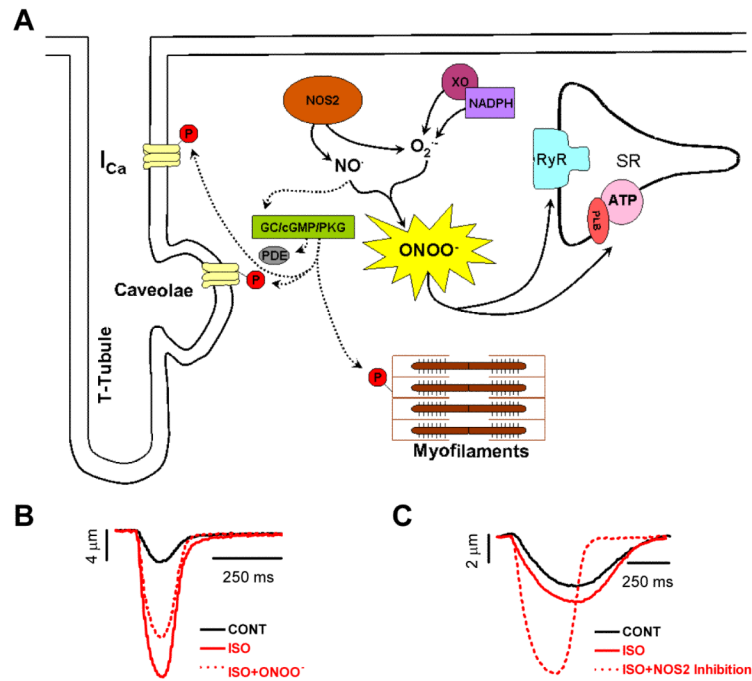 A
NOS2
XO
NADPH
P
I_Ca
NO·
O₂·⁻
RyR
SR
ATP
PLB
GC/cGMP/PKG
PDE
ONOO⁻
P
Caveolae
T-Tubule
P
Myofilaments
B
4 μm
250 ms
CONT
ISO
ISO+ONOO⁻
C
2 μm
250 ms
CONT
ISO
ISO+NOS2 Inhibition